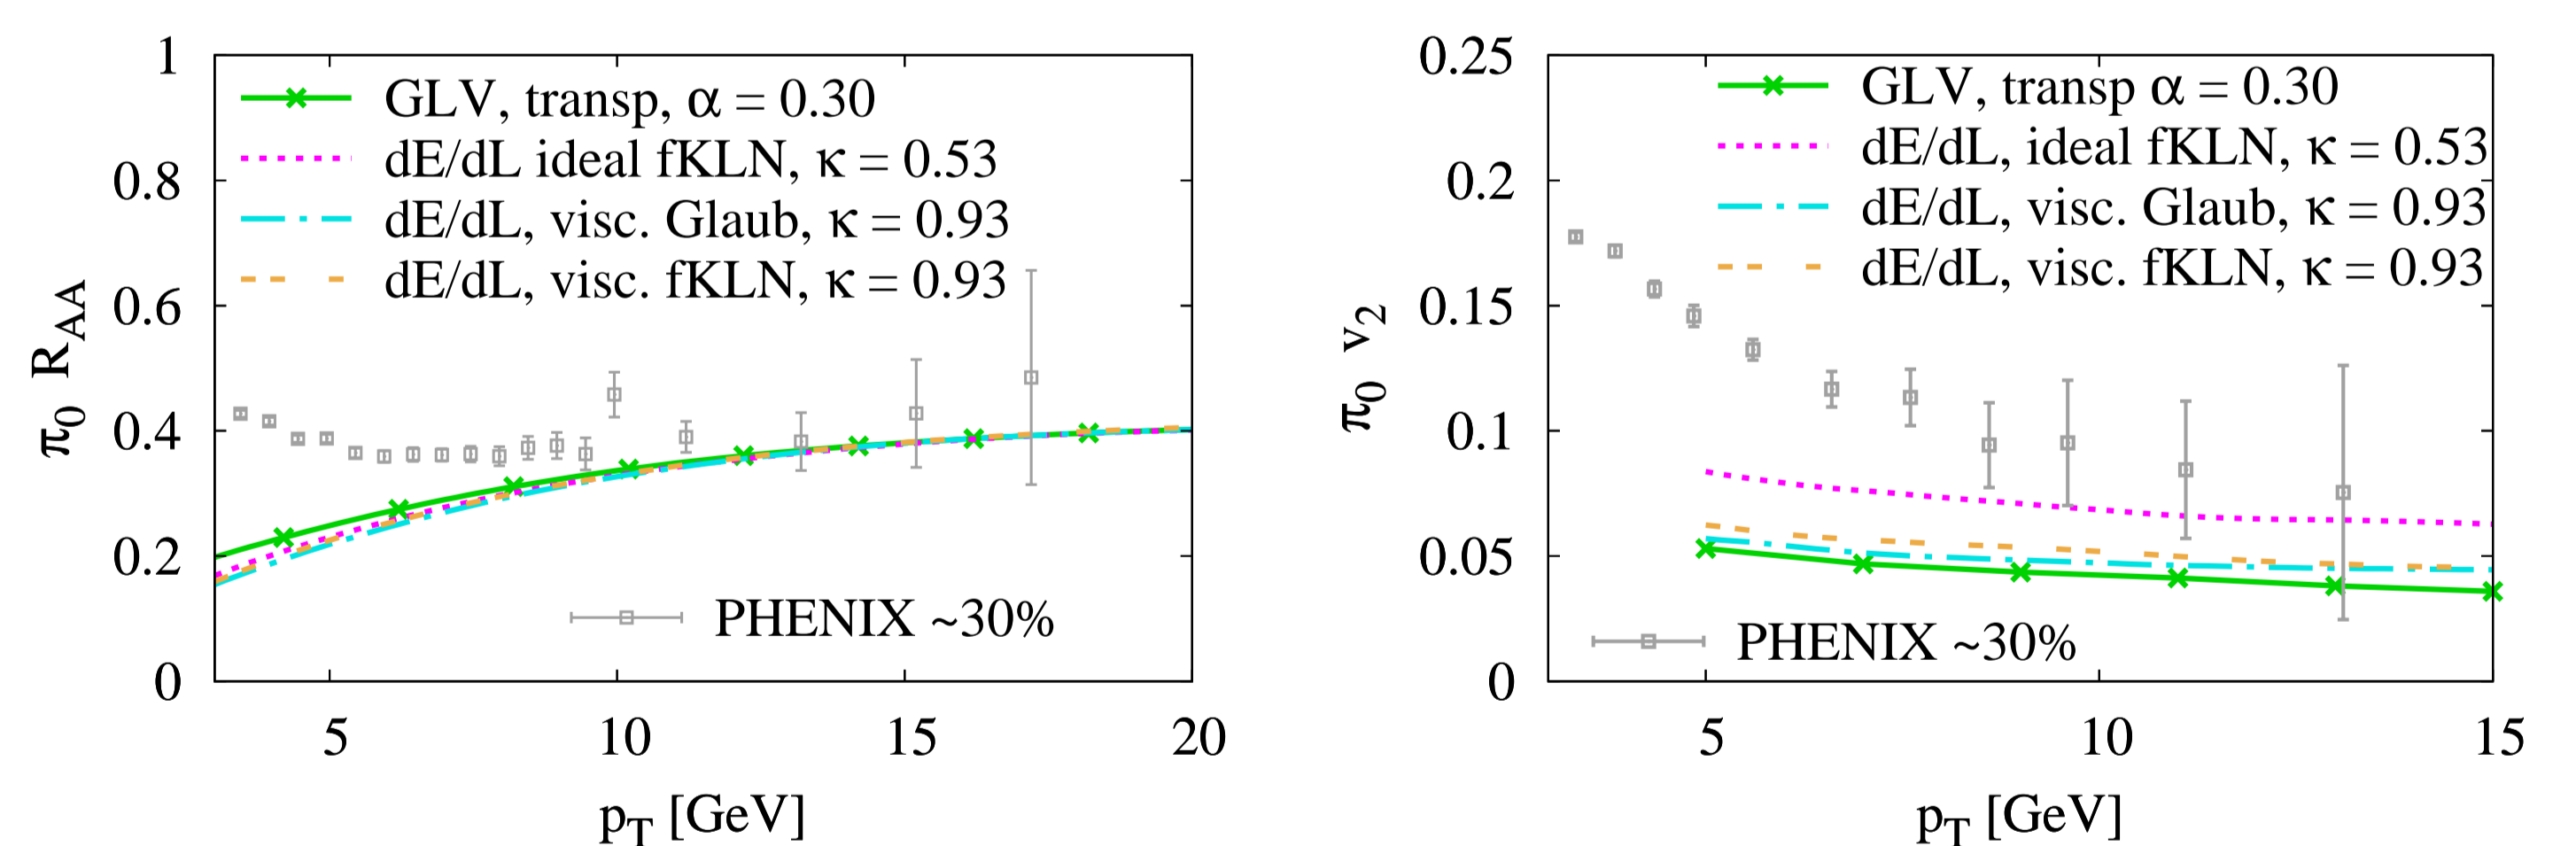 π0 RAA
1
0.8
0.6
0.4
0.2
0
GLV, transp, α = 0.30
dE/dL ideal fKLN, κ = 0.53
dE/dL, visc. Glaub, κ = 0.93
dE/dL, visc. fKLN, κ = 0.93
PHENIX ~30%
5 10 15 20
pT [GeV]
π0 v2
0.25
0.2
0.15
0.1
0.05
0
GLV, transp α = 0.30
dE/dL, ideal fKLN, κ = 0.53
dE/dL, visc. Glaub, κ = 0.93
dE/dL, visc. fKLN, κ = 0.93
PHENIX ~30%
5 10 15
pT [GeV]